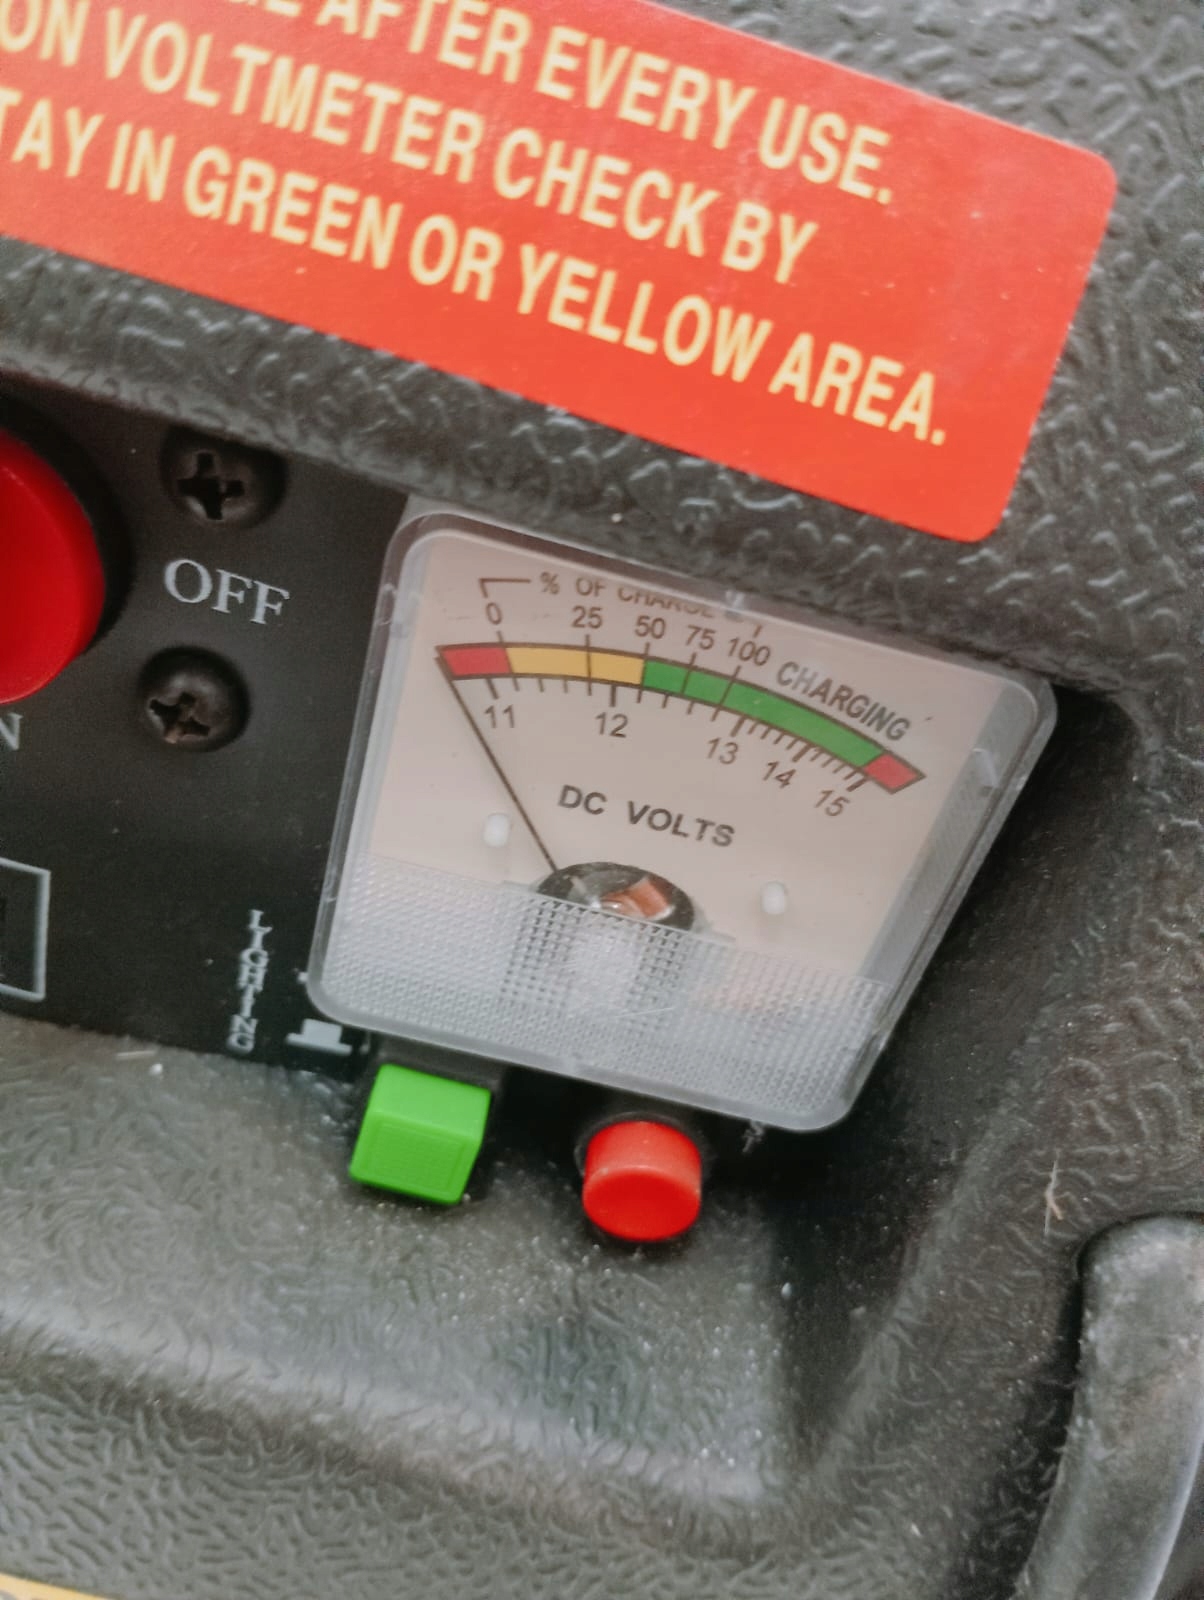 AFTER EVERY USE.
ON VOLTMETER CHECK BY
TAY IN GREEN OR YELLOW AREA.
OFF
N
% OF CHARGE
0 25 50 75 100 CHARGING
11 12 13 14 15
DC VOLTS
LIGHTING